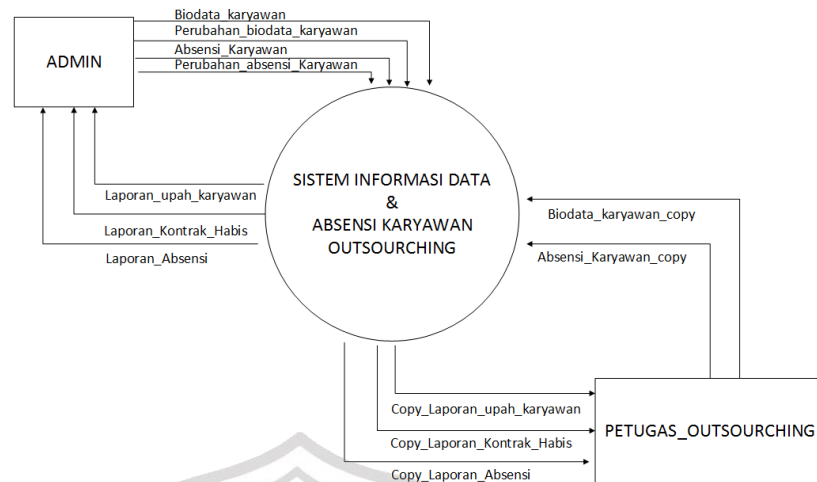 Biodata_karyawan
Perubahan_biodata_karyawan
Absensi_Karyawan
Perubahan_absensi_Karyawan
ADMIN
SISTEM INFORMASI DATA
&
ABSENSI KARYAWAN
OUTSOURCHING
Laporan_upah_karyawan
Laporan_Kontrak_Habis
Laporan_Absensi
Biodata_karyawan_copy
Absensi_Karyawan_copy
Copy_Laporan_upah_karyawan
Copy_Laporan_Kontrak_Habis
Copy_Laporan_Absensi
PETUGAS_OUTSOURCHING